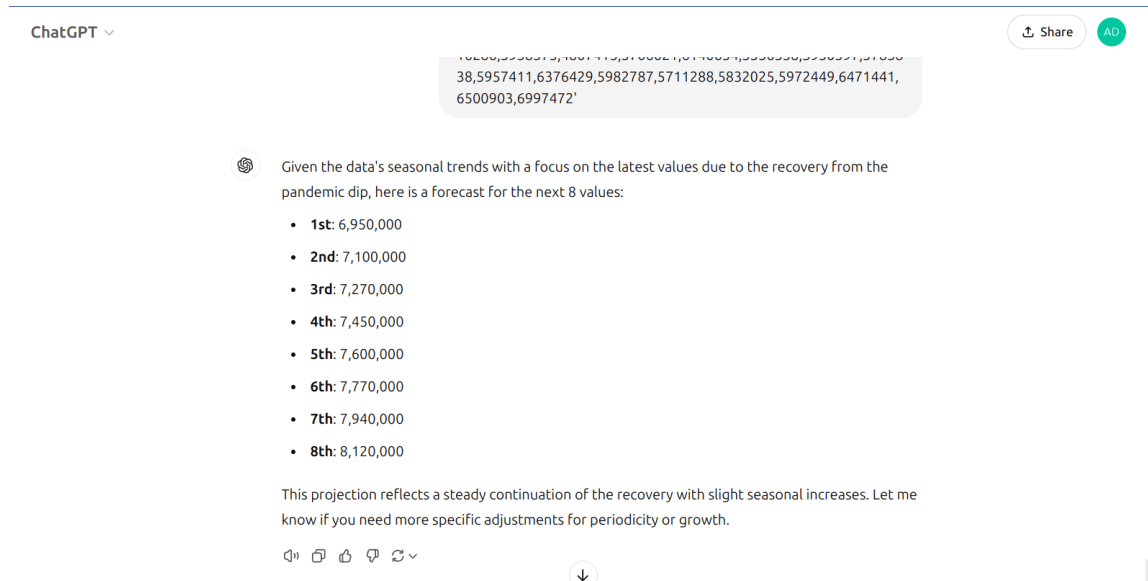 ChatGPT
Share
AD
38,5957411,6376429,5982787,5711288,5832025,5972449,6471441,
6500903,6997472'
Given the data's seasonal trends with a focus on the latest values due to the recovery from the
pandemic dip, here is a forecast for the next 8 values:
• 1st: 6,950,000
• 2nd: 7,100,000
• 3rd: 7,270,000
• 4th: 7,450,000
• 5th: 7,600,000
• 6th: 7,770,000
• 7th: 7,940,000
• 8th: 8,120,000
This projection reflects a steady continuation of the recovery with slight seasonal increases. Let me
know if you need more specific adjustments for periodicity or growth.